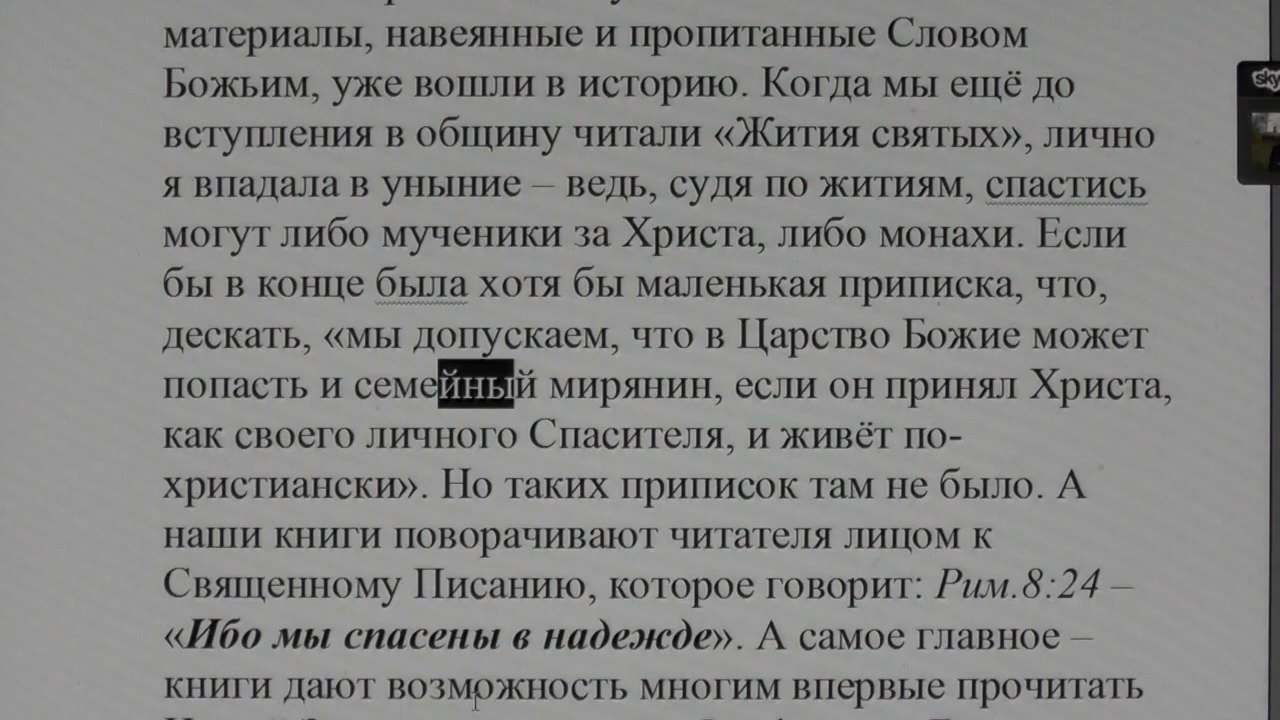 материалы, навеянные и пропитанные Словом
Божьим, уже вошли в историю. Когда мы ещё до
вступления в общину читали «Жития святых», лично
я впадала в уныние – ведь, судя по житиям, спастись
могут либо мученики за Христа, либо монахи. Если
бы в конце была хотя бы маленькая приписка, что,
дескать, «мы допускаем, что в Царство Божие может
попасть и семейный мирянин, если он принял Христа,
как своего личного Спасителя, и живёт по-
христиански». Но таких приписок там не было. А
наши книги поворачивают читателя лицом к
Священному Писанию, которое говорит: Рим.8:24 –
«Ибо мы спасены в надежде». А самое главное –
книги дают возможность многим впервые прочитать